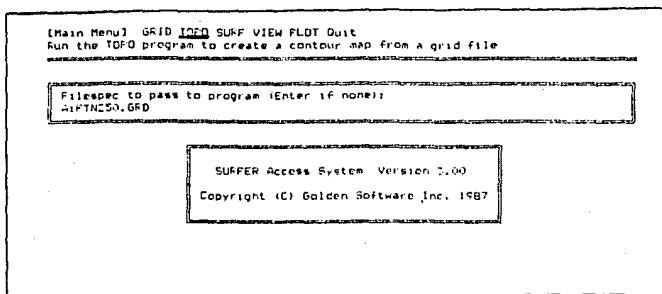 [Main Menu] GRID TOPO SURF VIEW PLOT Quit
Run the TOPO program to create a contour map from a grid file
Filespec to pass to program (Enter if none):
A:FTN250.GRD
SURFER Access System Version 3.00
Copyright (C) Golden Software Inc. 1987